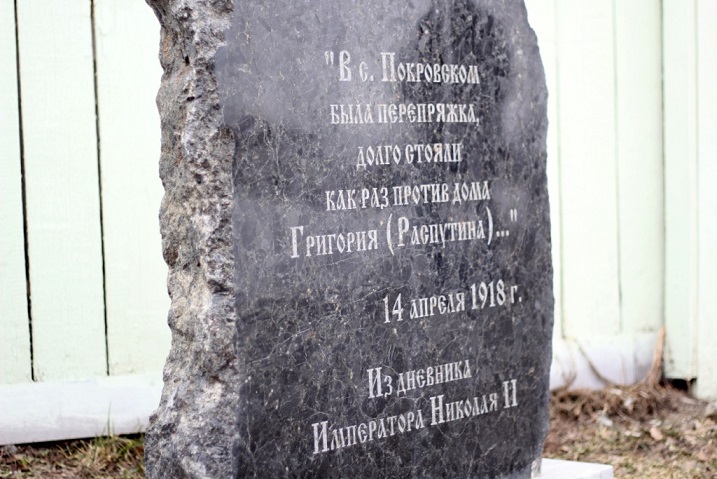 "В с. Покровском
была перепряжка,
долго стояли
как раз против дома
Григория (Распутина)..."
14 апреля 1918 г.
Из дневника
Императора Николая II